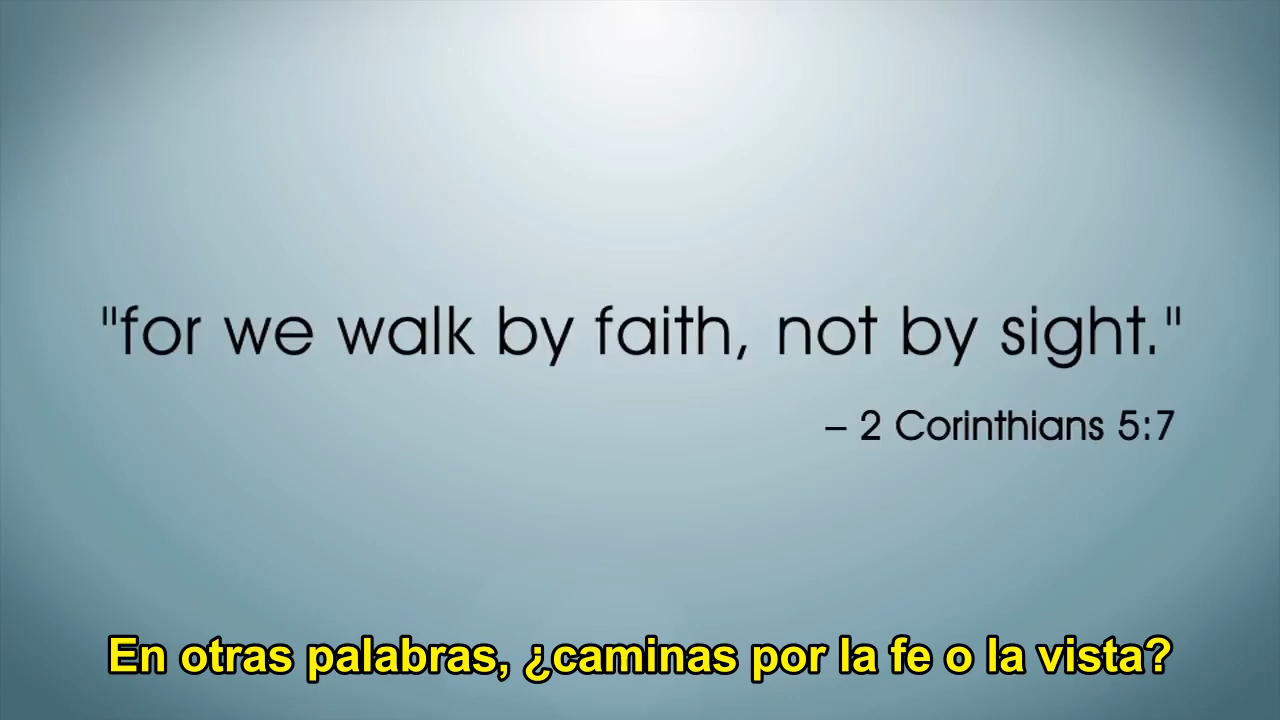 "for we walk by faith, not by sight."
– 2 Corinthians 5:7
En otras palabras, ¿caminas por la fe o la vista?